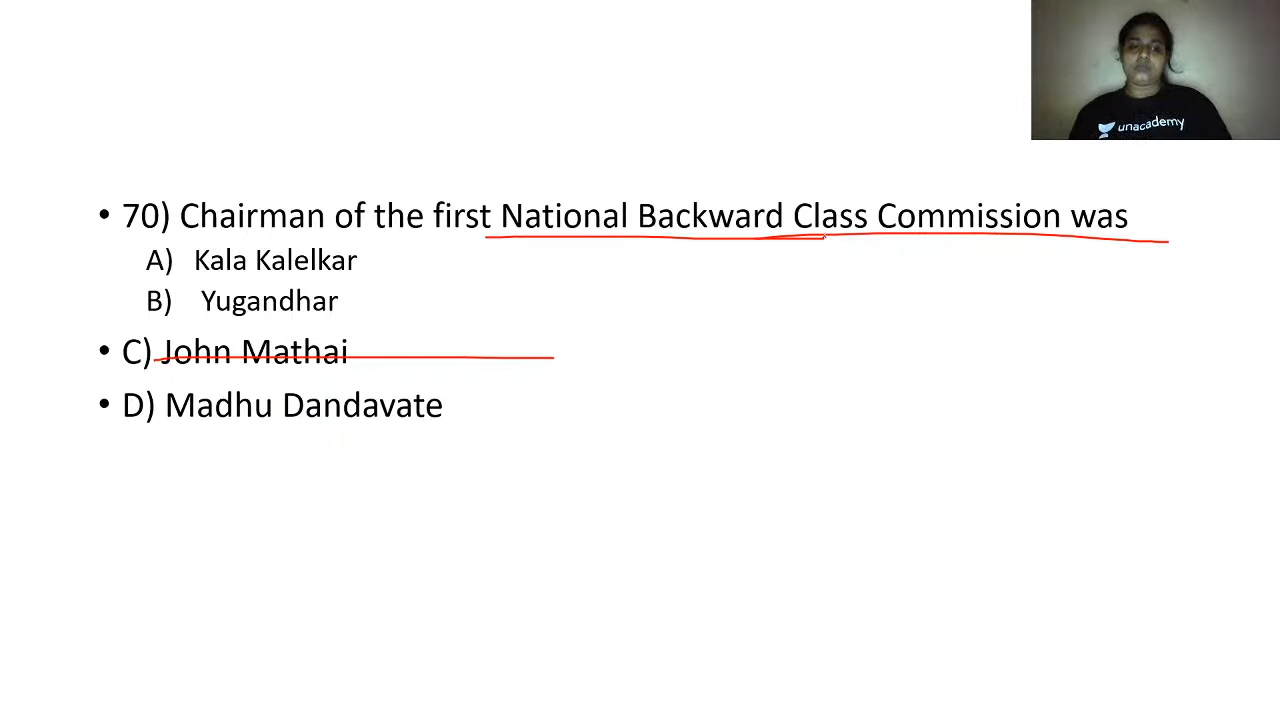 unacademy
• 70) Chairman of the first National Backward Class Commission was
A) Kala Kalelkar
B) Yugandhar
• C) John Mathai
• D) Madhu Dandavate